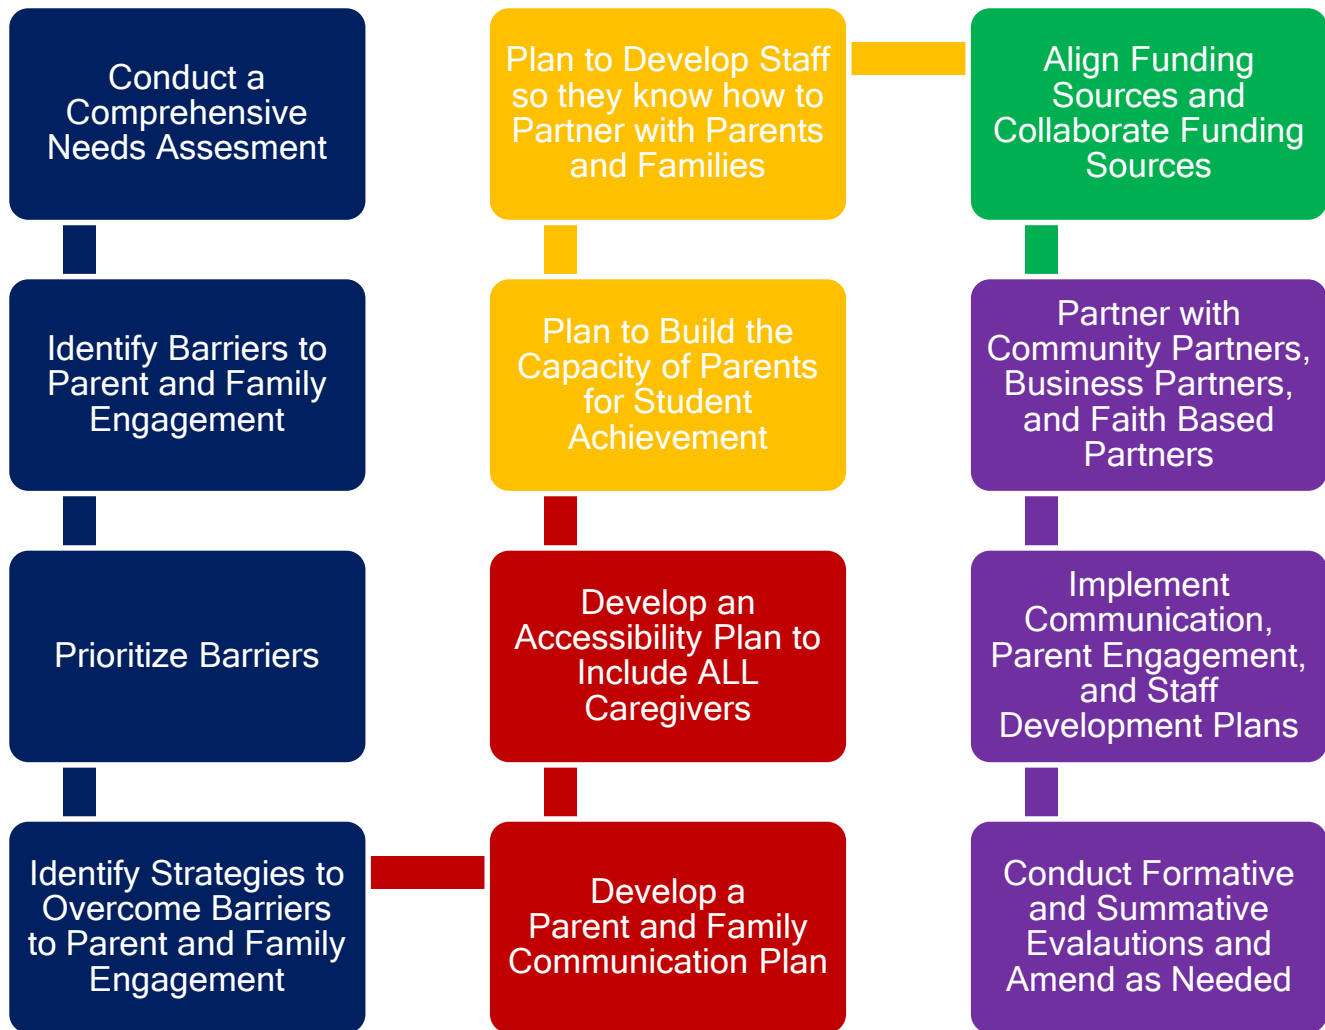 Conduct a
Comprehensive
Needs Assesment
Identify Barriers to
Parent and Family
Engagement
Prioritize Barriers
Identify Strategies to
Overcome Barriers
to Parent and Family
Engagement
Develop a
Parent and Family
Communication Plan
Develop an
Accessibility Plan to
Include ALL
Caregivers
Plan to Build the
Capacity of Parents
for Student
Achievement
Plan to Develop Staff
so they know how to
Partner with Parents
and Families
Align Funding
Sources and
Collaborate Funding
Sources
Partner with
Community Partners,
Business Partners,
and Faith Based
Partners
Implement
Communication,
Parent Engagement,
and Staff
Development Plans
Conduct Formative
and Summative
Evalautions and
Amend as Needed